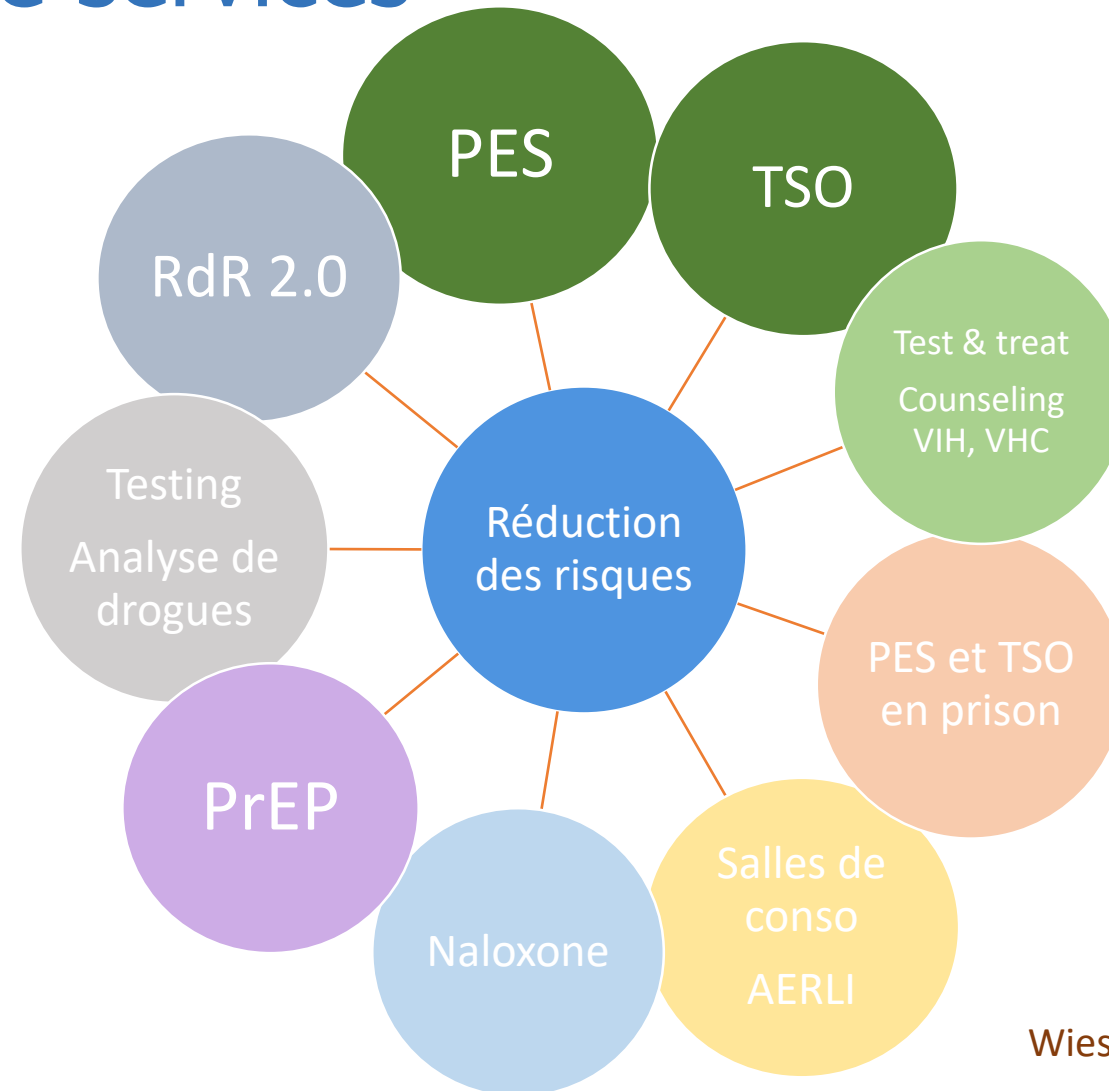 services
PES
TSO
RdR 2.0
Test & treat
Counseling
VIH, VHC
Testing
Analyse de
drogues
Réduction
des risques
PES et TSO
en prison
PrEP
Salles de
conso
AERLI
Naloxone
Wies